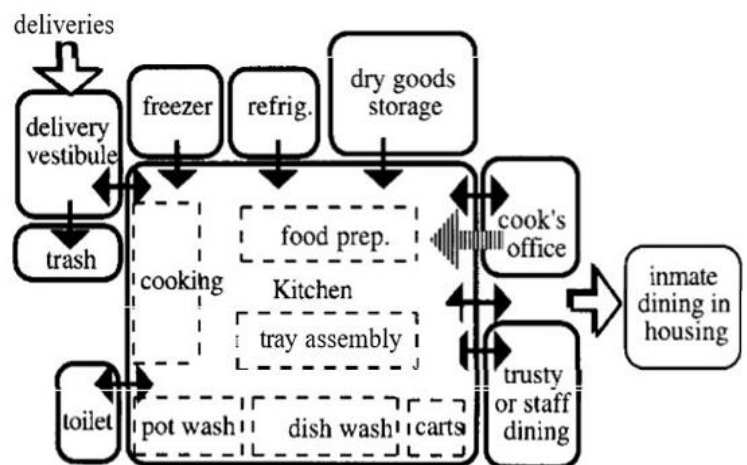 deliveries
delivery
vestibule
freezer
refrig.
dry goods
storage
trash
cooking
food prep.
Kitchen
tray assembly
cook's
office
inmate
dining in
housing
toilet
pot wash
dish wash
carts
trusty
or staff
dining